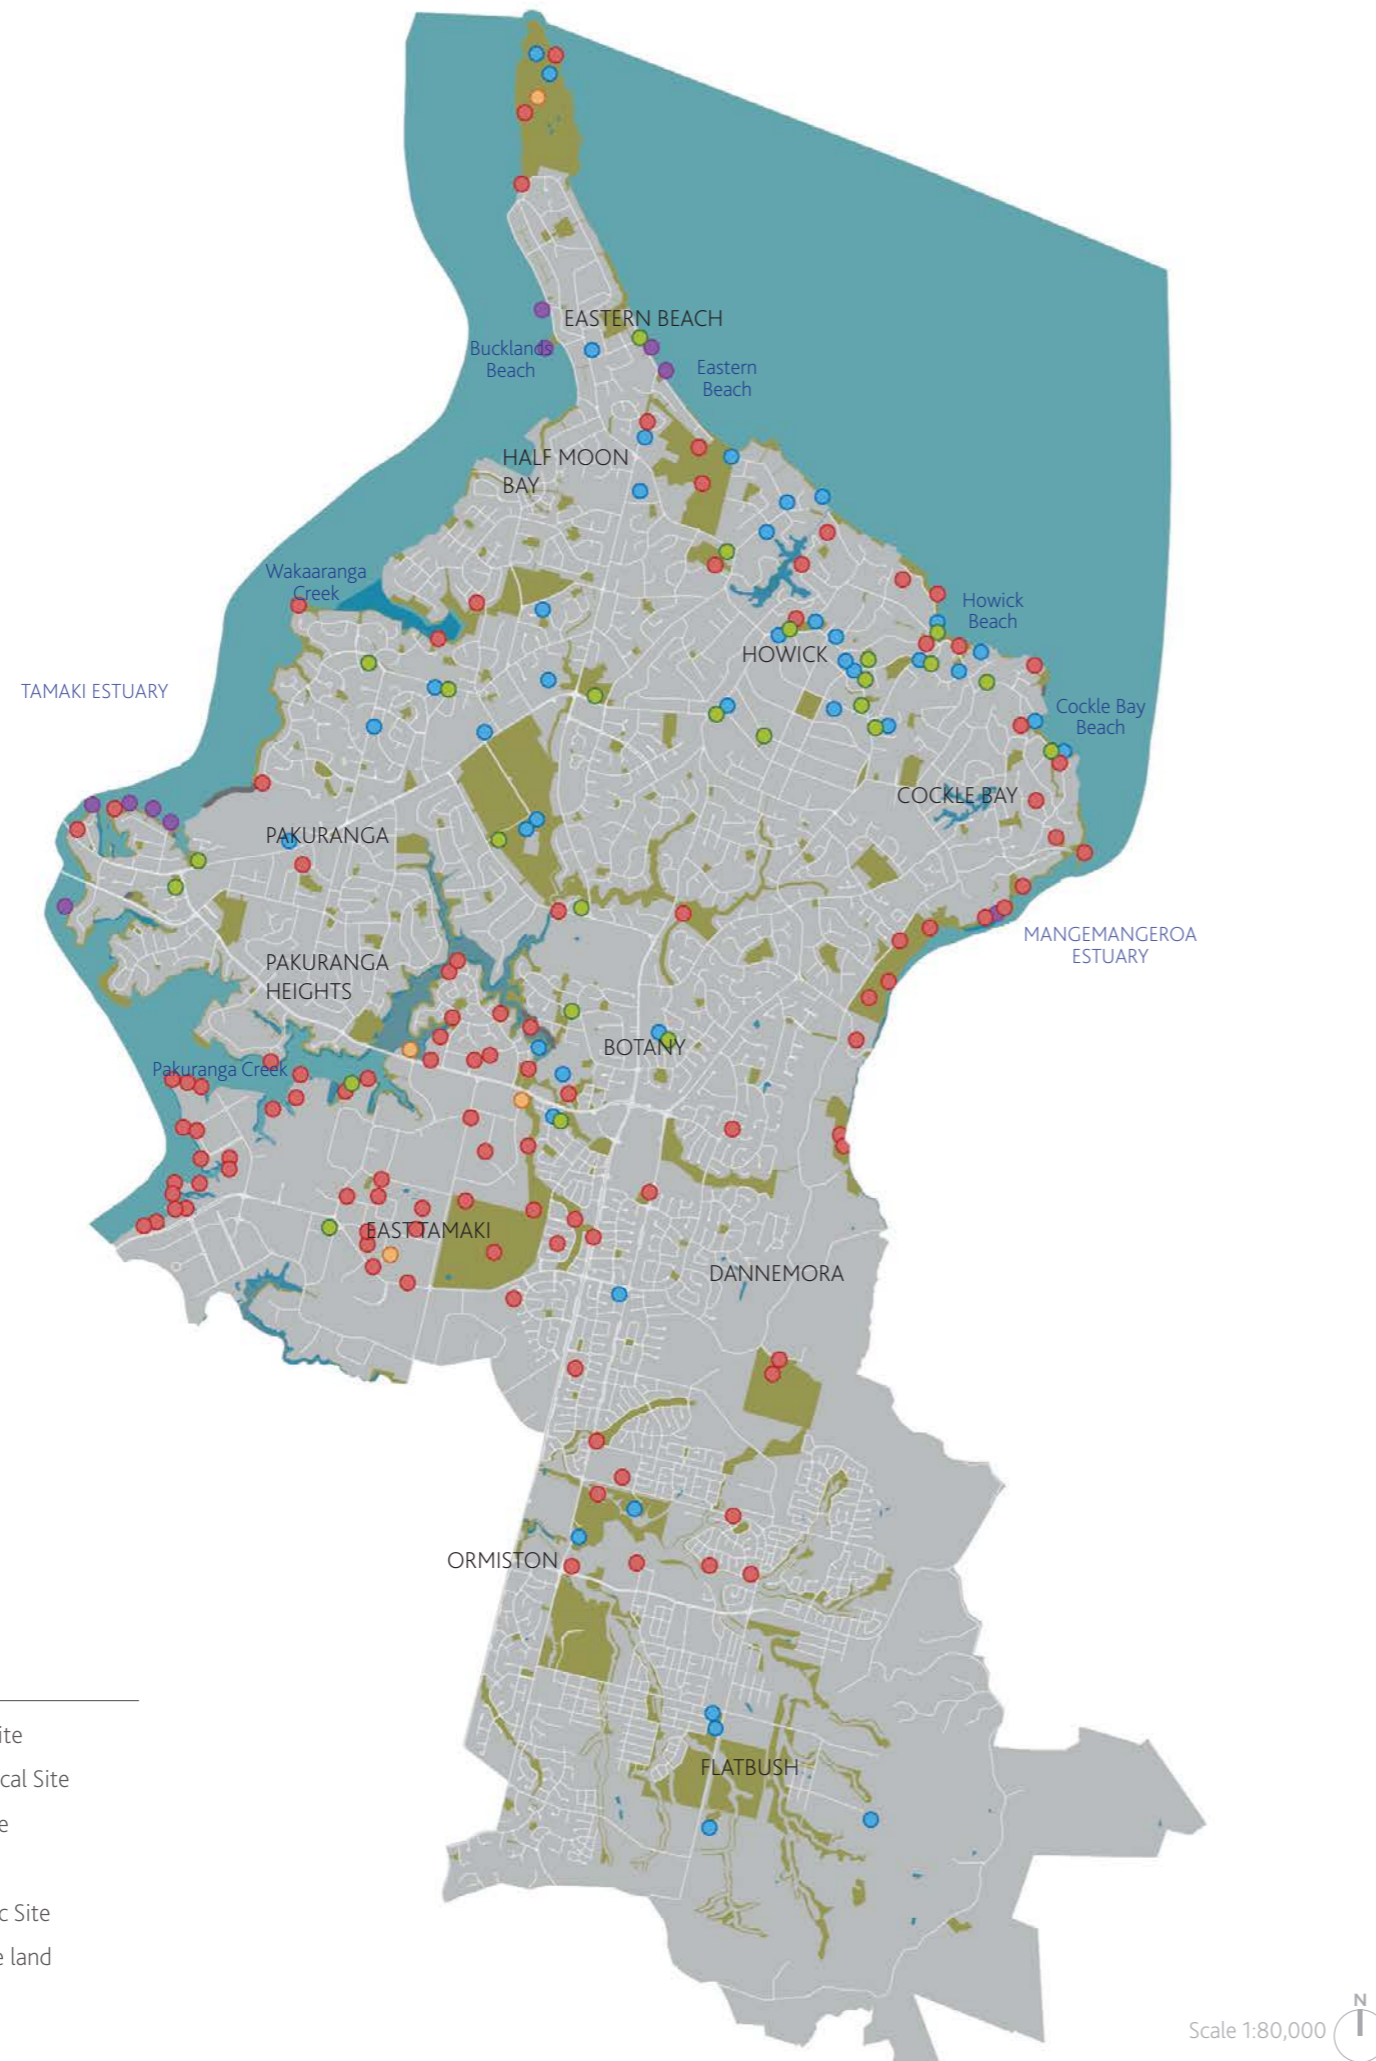 EASTERN BEACH
Bucklands
Beach
Eastern
Beach
HALF MOON
BAY
Wakaaranga
Creek
Howick
Beach
HOWICK
TAMAKI ESTUARY
Cockle Bay
Beach
COCKLE BAY
PAKURANGA
MANGEMANGEROA
ESTUARY
PAKURANGA
HEIGHTS
BOTANY
Pakuranga Creek
EAST TAMAKI
DANNEMORA
ORMISTON
FLATBUSH
ite
cal Site
e
c Site
e land
N
Scale 1:80,000